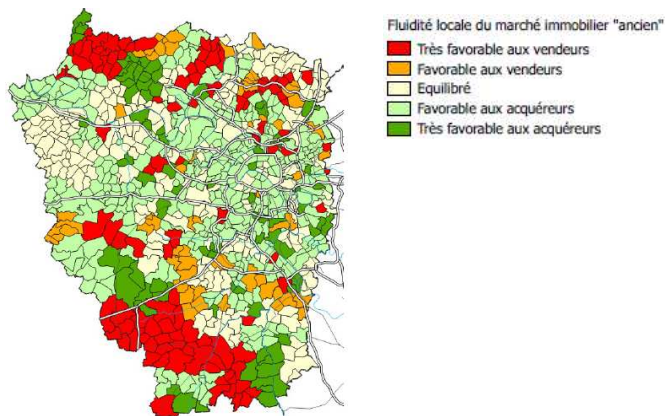 Fluidité locale du marché immobilier "ancien"
Très favorable aux vendeurs
Favorable aux vendeurs
Equilibré
Favorable aux acquéreurs
Très favorable aux acquéreurs